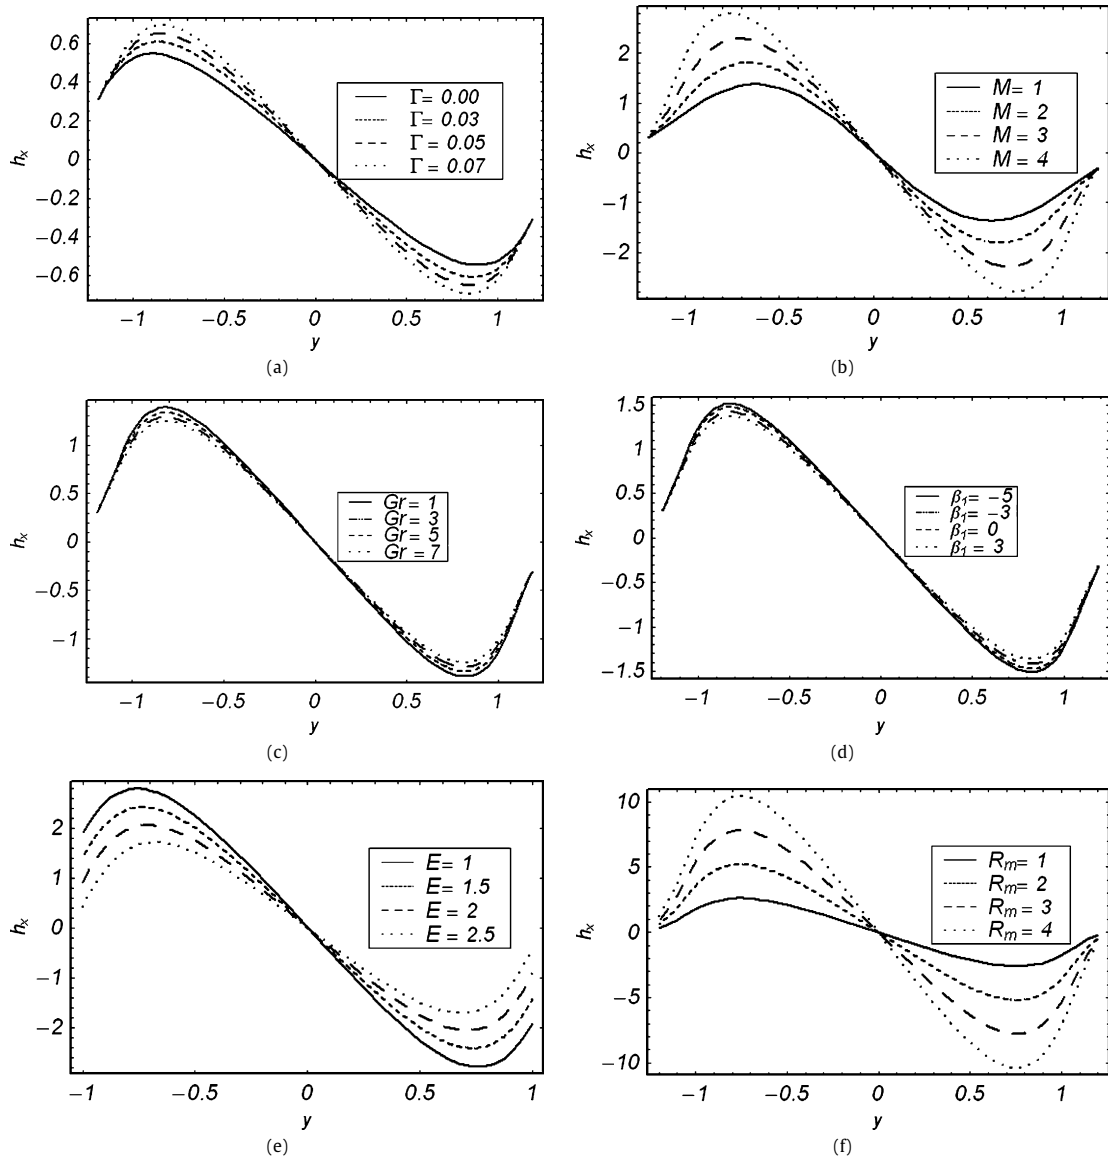 0.6
0.4
0.2
0
−0.2
−0.4
−0.6
h_x
Γ= 0.00
Γ= 0.03
Γ= 0.05
Γ= 0.07
−1 −0.5 0 0.5 1
y
(a)
2
1
0
−1
−2
h_x
M= 1
M= 2
M= 3
M= 4
−1 −0.5 0 0.5 1
y
(b)
1
0.5
0
−0.5
−1
h_x
Gr= 1
Gr= 3
Gr= 5
Gr= 7
−1 −0.5 0 0.5 1
y
(c)
1.5
1
0.5
0
−0.5
−1
−1.5
h_x
β₁= −5
β₁= −3
β₁= 0
β₁= 3
−1 −0.5 0 0.5 1
y
(d)
2
1
0
−1
−2
h_x
E= 1
E= 1.5
E= 2
E= 2.5
−1 −0.5 0 0.5 1
y
(e)
10
5
0
−5
−10
h_x
R_m= 1
R_m= 2
R_m= 3
R_m= 4
−1 −0.5 0 0.5 1
y
(f)